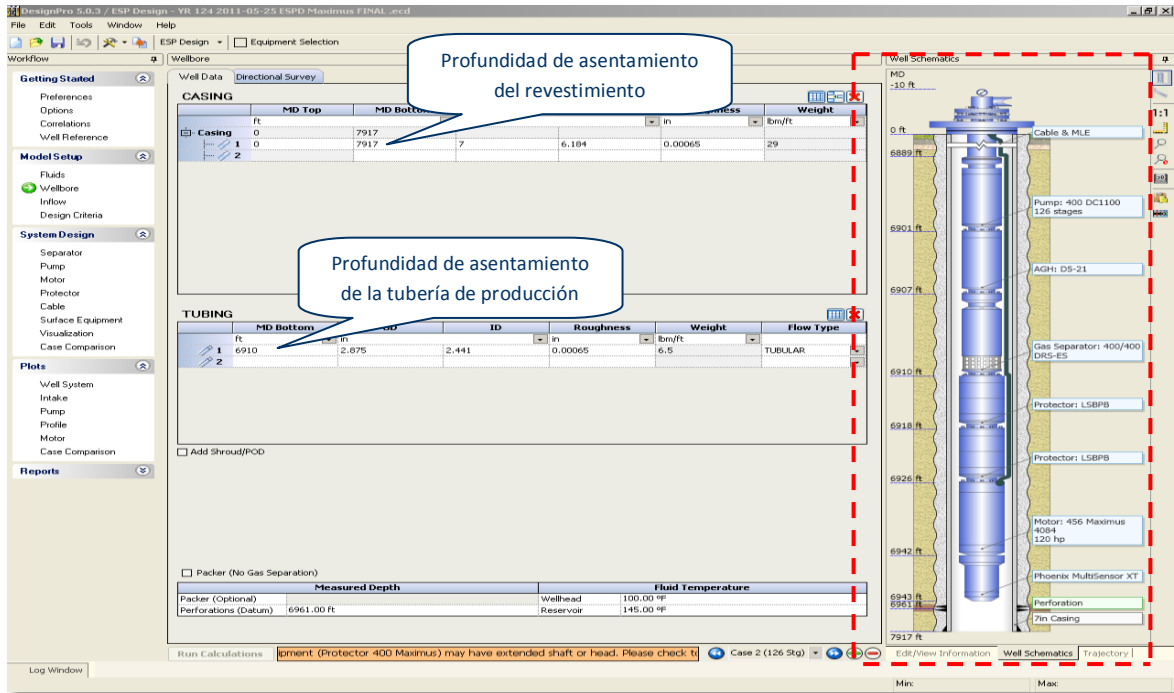 DesignPro 5.0.3 / ESP Design - YR 124 2011-05-25 ESPD Maximus FINAL .ecd
File Edit Tools Window Help
ESP Design Equipment Selection
Workflow
Getting Started
Preferences
Options
Correlations
Well Reference
Model Setup
Fluids
Wellbore
Inflow
Design Criteria
System Design
Separator
Pump
Motor
Protector
Cable
Surface Equipment
Visualization
Case Comparison
Plots
Well System
Intake
Pump
Profile
Motor
Case Comparison
Reports
Wellbore
Well Data Directional Survey
Profundidad de asentamiento
del revestimiento
CASING
MD Top MD Weight
ft in lbm/ft
Casing 0 7917
1 0 7917 7 6.184 0.00065 29
2
Profundidad de asentamiento
de la tubería de producción
TUBING
MD Bottom ID Roughness Weight Flow Type
ft in in lbm/ft
1 6910 2.875 2.441 0.00065 6.5 TUBULAR
2
Add Shroud/POD
Packer (No Gas Separation)
Measured Depth Fluid Temperature
Packer (Optional) Wellhead 100.00 ºF
Perforations (Datum) 6961.00 ft Reservoir 145.00 ºF
Run Calculations ipment (Protector 400 Maximus) may have extended shaft or head. Please check Case 2 (126 Stg)
Log Window
Well Schematics
MD
-10 ft
1:1
0 ft
Cable & MLE
6889 ft
Pump: 400 DC1100
126 stages
6901 ft
AGH: D5-21
6907 ft
Gas Separator: 400/400
DRS-ES
6910 ft
Protector: LSBPB
6918 ft
Protector: LSBPB
6926 ft
Motor: 456 Maximus
4084
120 hp
6942 ft
Phoenix MultiSensor XT
6943 ft
6961 ft
Perforation
7in Casing
7917 ft
Edit/View Information Well Schematics Trajectory
Min: Max: